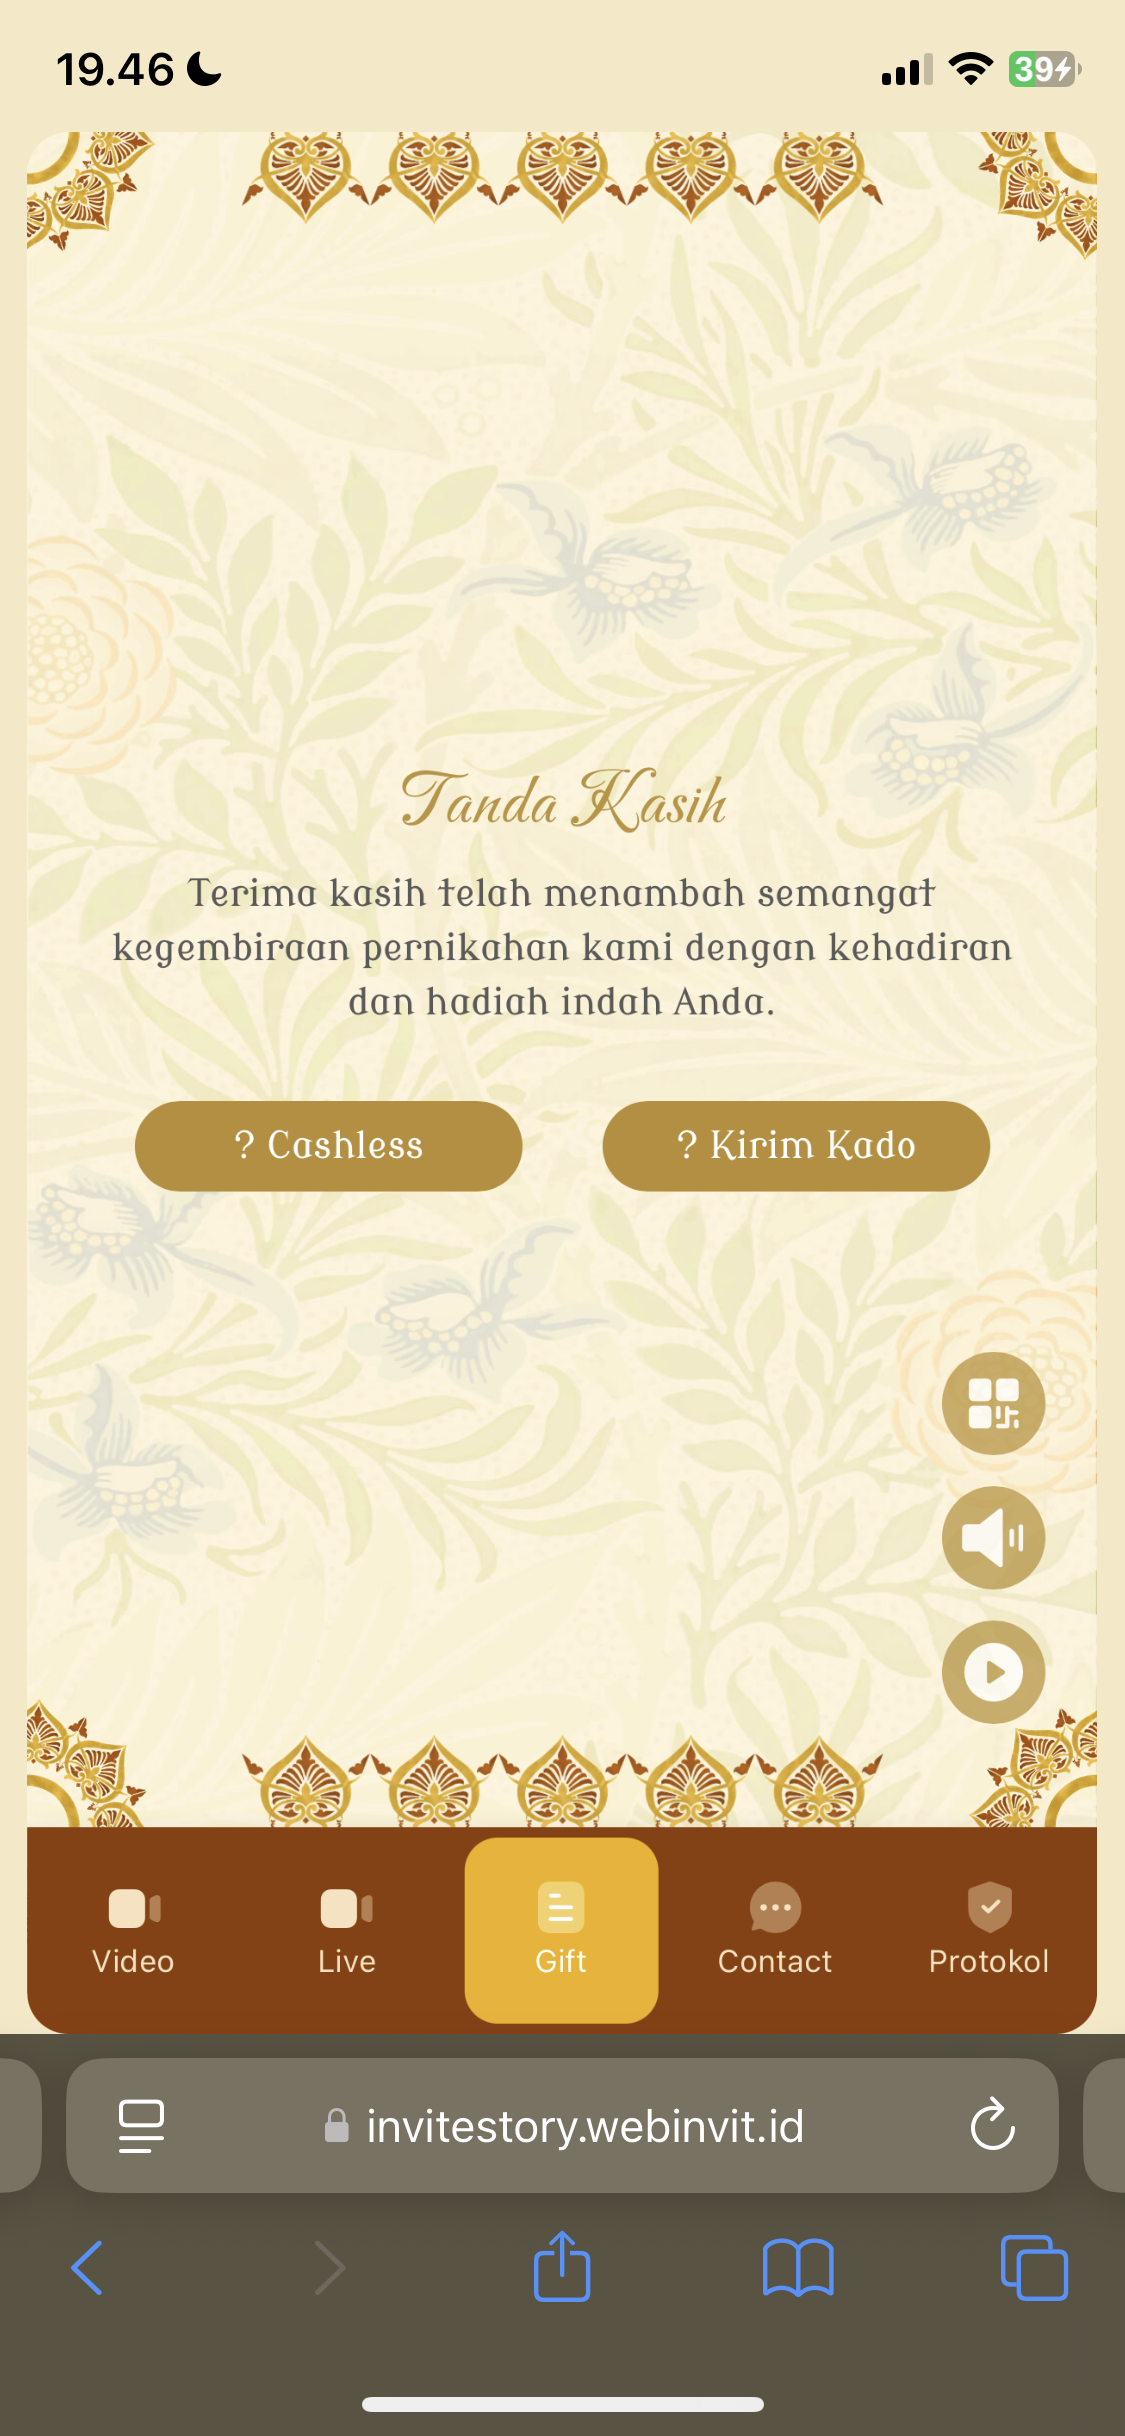 19.46
39
Tanda Kasih
Terima kasih telah menambah semangat
kegembiraan pernikahan kami dengan kehadiran
dan hadiah indah Anda.
? Cashless
? Kirim Kado
Video
Live
Gift
Contact
Protokol
invitestory.webinvit.id